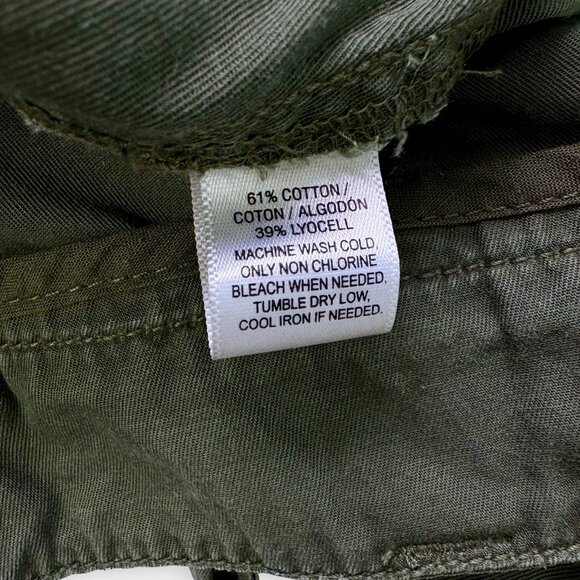 61% COTTON /
COTON / ALGODÓN
39% LYOCELL
MACHINE WASH COLD,
ONLY NON CHLORINE
BLEACH WHEN NEEDED,
TUMBLE DRY LOW,
COOL IRON IF NEEDED.